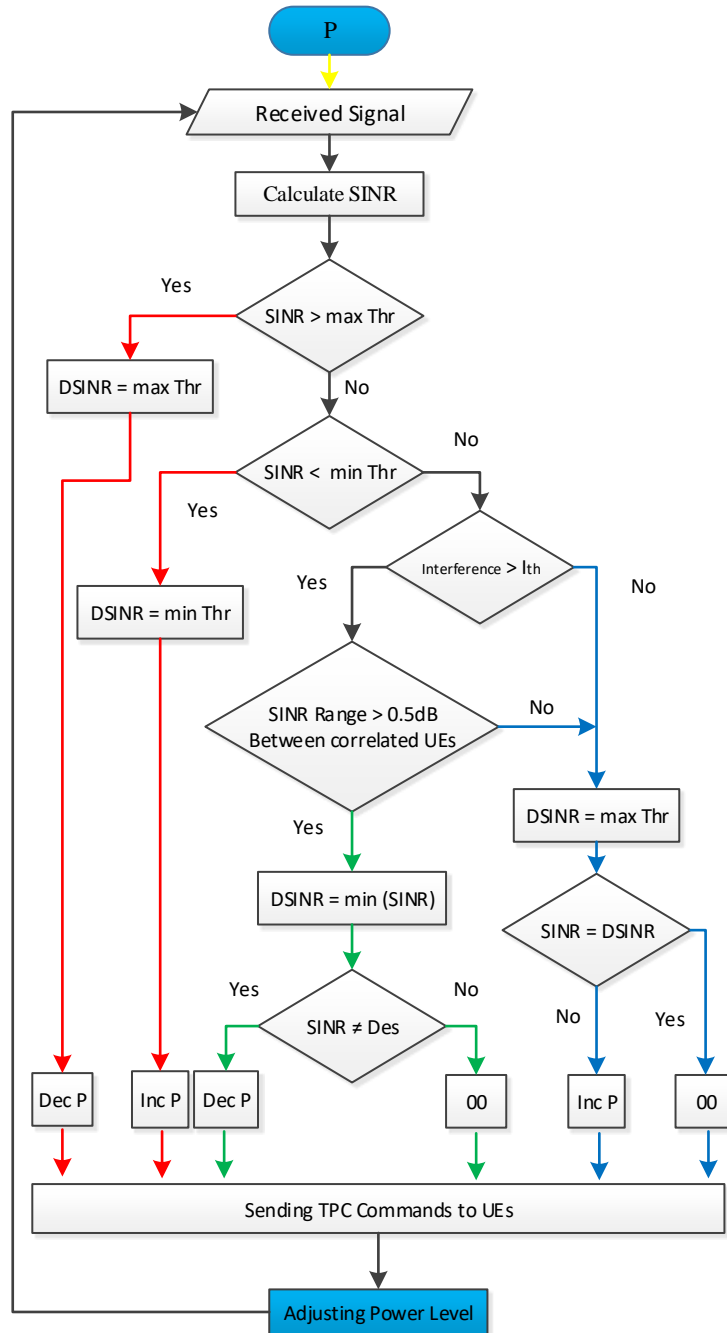 P
Received Signal
Calculate SINR
Yes
SINR > max Thr
DSINR = max Thr
No
No
SINR < min Thr
Yes
Interference > Ith
Yes
No
DSINR = min Thr
SINR Range > 0.5dB
Between correlated UEs
No
DSINR = max Thr
Yes
DSINR = min (SINR)
SINR = DSINR
Yes
No
SINR ≠ Des
No
Yes
Dec P
Inc P
Dec P
00
Inc P
00
Sending TPC Commands to UEs
Adjusting Power Level